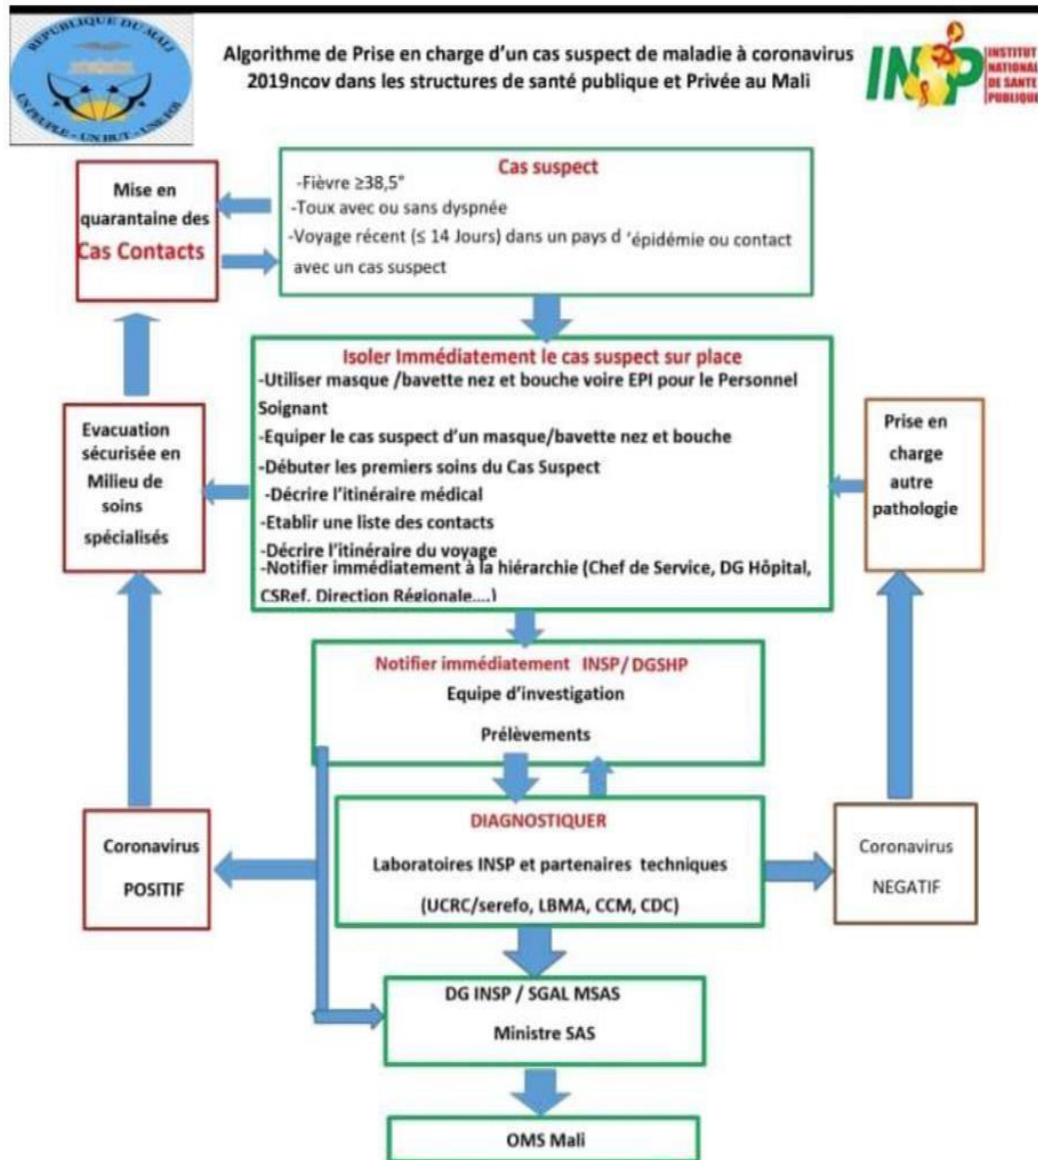 REPUBLIQUE DU MALI
UN PEUPLE - UN BUT - UNE FOI
Algorithme de Prise en charge d'un cas suspect de maladie à coronavirus
2019ncov dans les structures de santé publique et Privée au Mali
INSP
INSTITUT
NATIONAL
DE SANTE
PUBLIQUE
Mise en
quarantaine des
Cas Contacts
Cas suspect
-Fièvre ≥38,5°
-Toux avec ou sans dyspnée
-Voyage récent (≤ 14 Jours) dans un pays d 'épidémie ou contact
avec un cas suspect
Isoler Immédiatement le cas suspect sur place
-Utiliser masque /bavette nez et bouche voire EPI pour le Personnel
Soignant
-Equiper le cas suspect d'un masque/bavette nez et bouche
-Débuter les premiers soins du Cas Suspect
-Décrire l'itinéraire médical
-Etablir une liste des contacts
-Décrire l'itinéraire du voyage
-Notifier immédiatement à la hiérarchie (Chef de Service, DG Hôpital,
CSRef, Direction Régionale....)
Evacuation
sécurisée en
Milieu de
soins
spécialisés
Prise en
charge
autre
pathologie
Notifier immédiatement INSP/DGSHP
Equipe d'investigation
Prélèvements
Coronavirus
POSITIF
DIAGNOSTIQUER
Laboratoires INSP et partenaires techniques
(UCRC/serefo, LBMA, CCM, CDC)
Coronavirus
NEGATIF
DG INSP / SGAL MSAS
Ministre SAS
OMS Mali